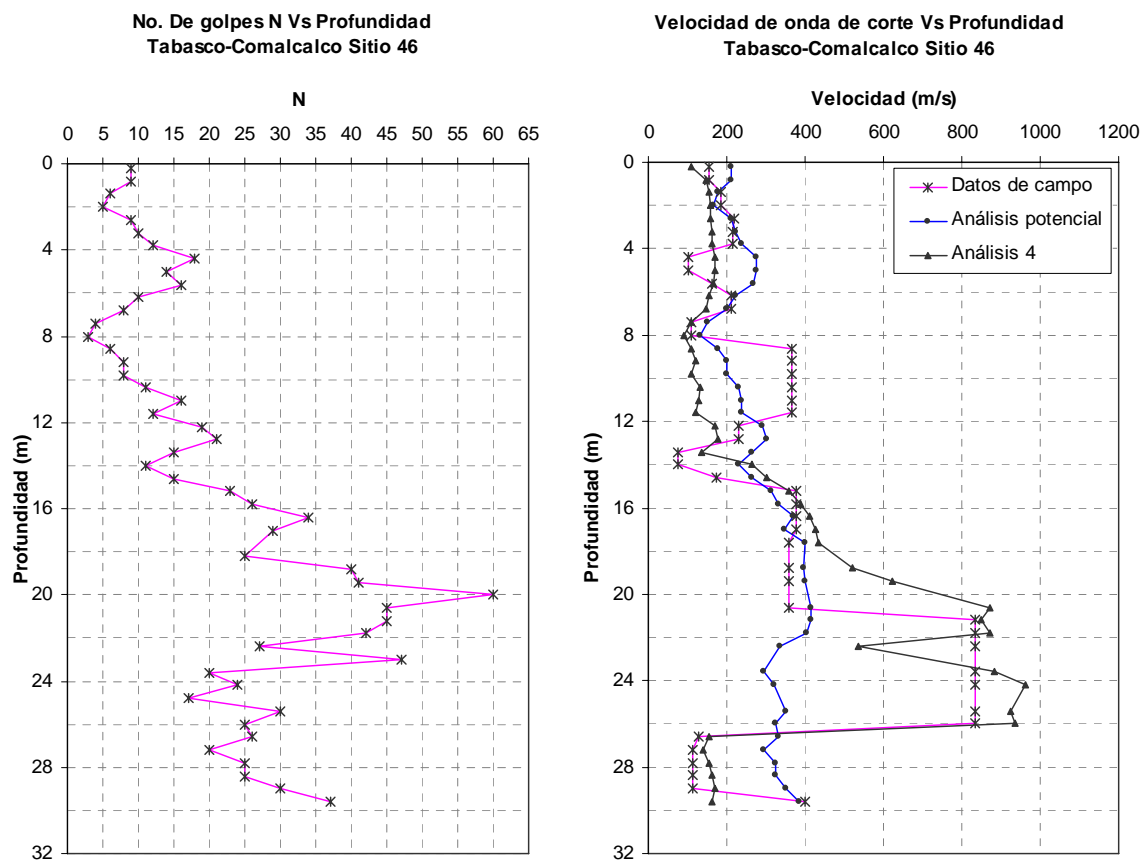 No. De golpes N Vs Profundidad
Tabasco-Comalcalco Sitio 46
N
0 5 10 15 20 25 30 35 40 45 50 55 60 65
0
4
8
12
16
20
24
28
32
Profundidad (m)
Velocidad de onda de corte Vs Profundidad
Tabasco-Comalcalco Sitio 46
Velocidad (m/s)
0 200 400 600 800 1000 1200
0
4
8
12
16
20
24
28
32
Profundidad (m)
Datos de campo
Análisis potencial
Análisis 4